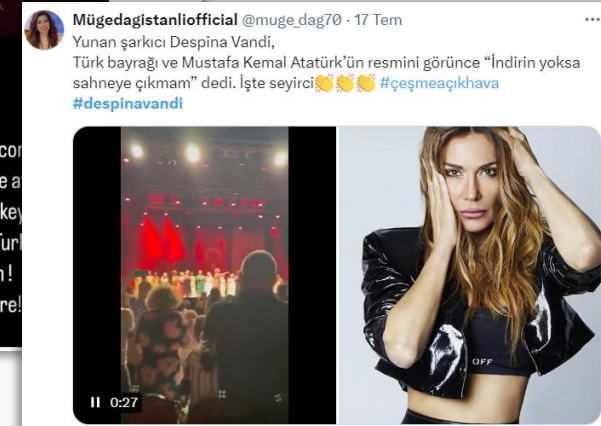 Mügedagistanliofficial @muge_dag70 · 17 Tem
Yunan şarkıcı Despina Vandi,
Türk bayrağı ve Mustafa Kemal Atatürk’ün resmini görünce “İndirin yoksa
sahneye çıkmam” dedi. İşte seyirci👏👏👏 #çeşmeaçıkhava
#despinavandi
OFF
0:27